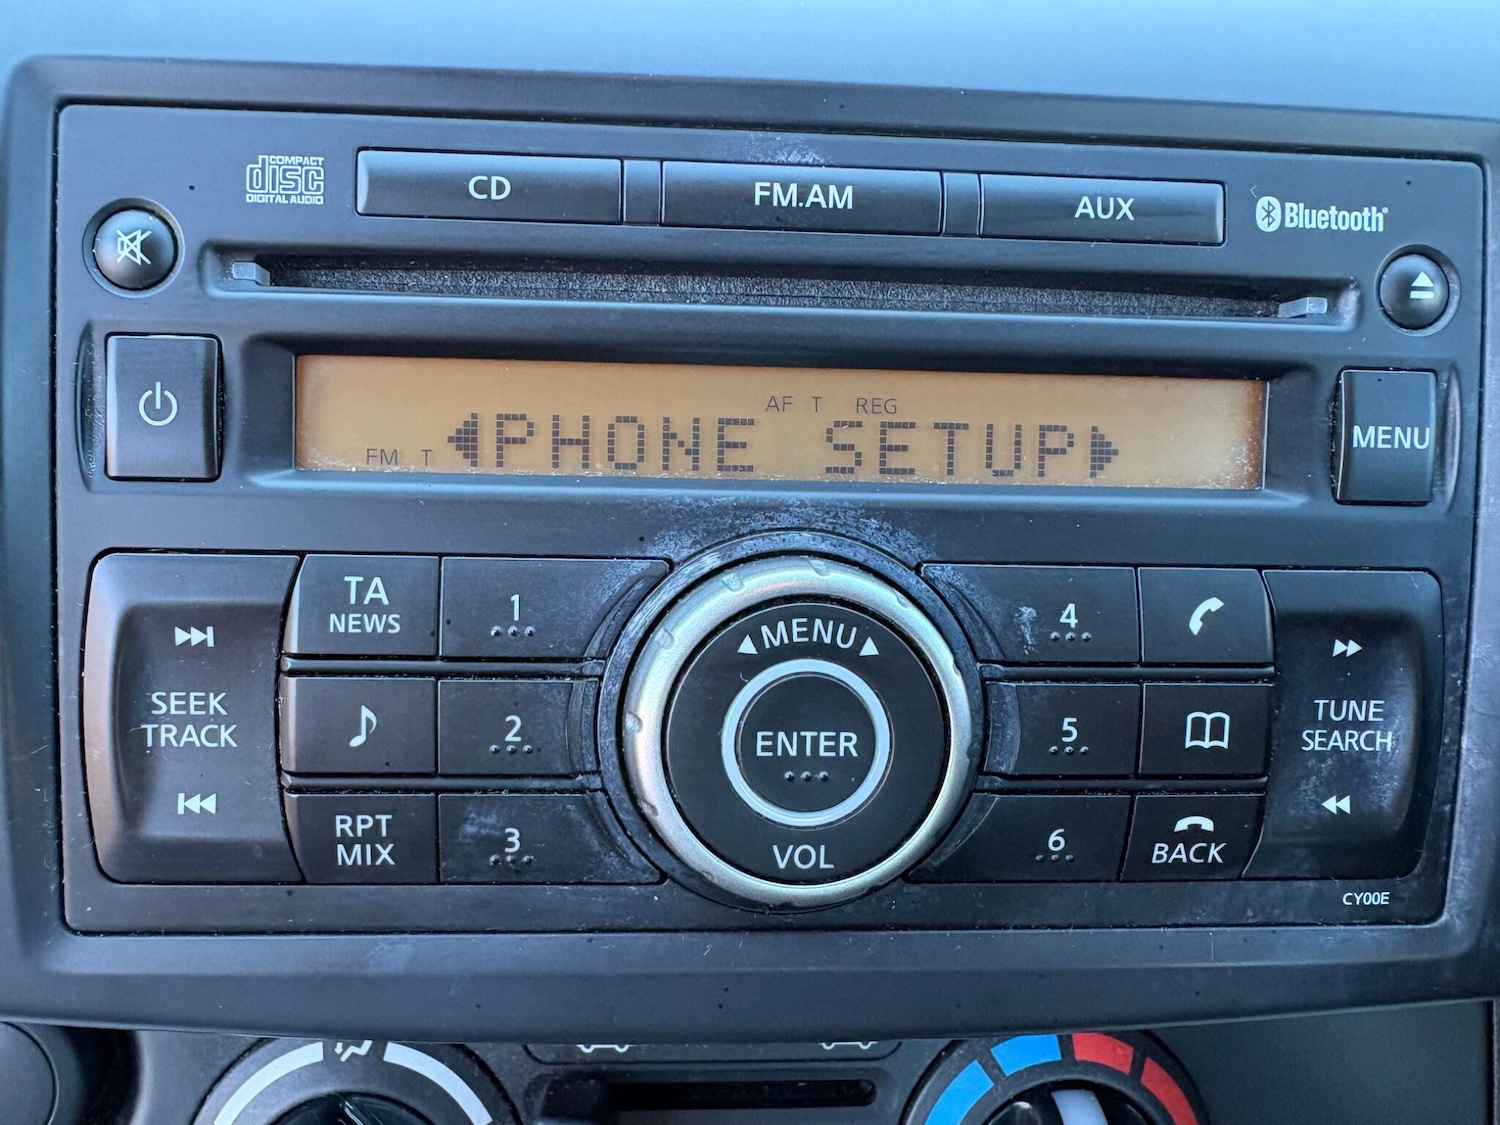 COMPACT
disc
DIGITAL AUDIO
CD
FM.AM
AUX
Bluetooth®
AF T REG
FM T
PHONE SETUP
MENU
TA
NEWS
1
4
MENU
SEEK
TRACK
2
ENTER
5
TUNE
SEARCH
RPT
MIX
3
VOL
6
BACK
CY00E